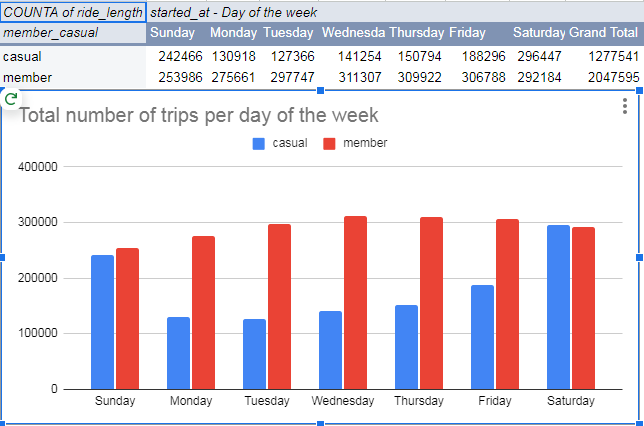 COUNTA of ride_length started_at - Day of the week
member_casual Sunday Monday Tuesday Wednesda Thursday Friday Saturday Grand Total
casual 242466 130918 127366 141254 150794 188296 296447 1277541
member 253986 275661 297747 311307 309922 306788 292184 2047595
Total number of trips per day of the week
casual member
400000
300000
200000
100000
0
Sunday Monday Tuesday Wednesday Thursday Friday Saturday